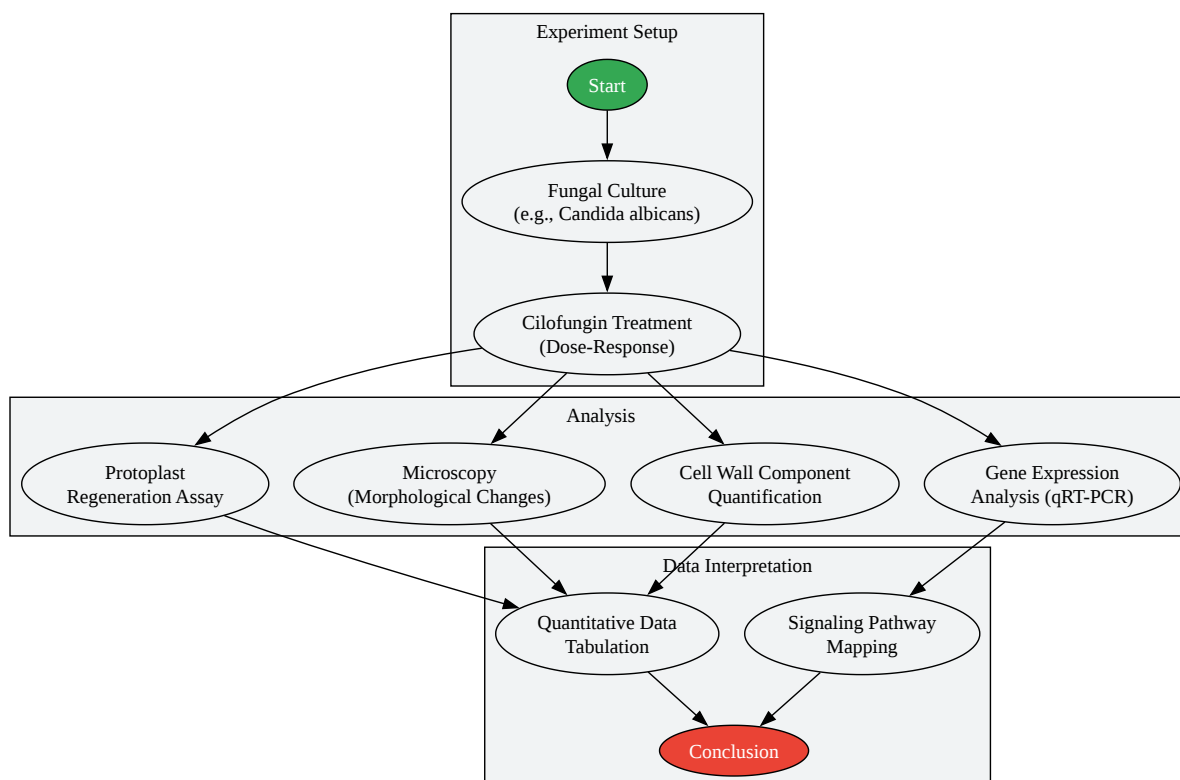 Experiment Setup
Start
Fungal Culture
(e.g., Candida albicans)
Cilofungin Treatment
(Dose-Response)
Analysis
Protoplast
Regeneration Assay
Microscopy
(Morphological Changes)
Cell Wall Component
Quantification
Gene Expression
Analysis (qRT-PCR)
Data Interpretation
Quantitative Data
Tabulation
Signaling Pathway
Mapping
Conclusion